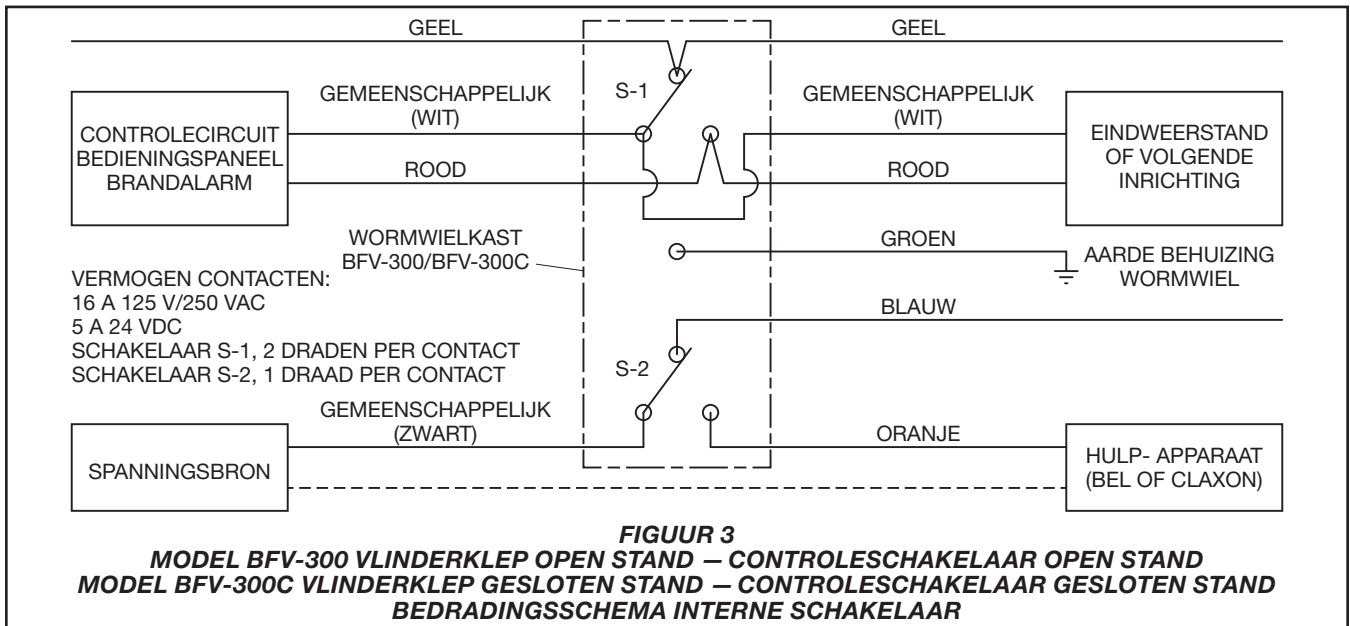 GEEL
GEEL
S-1
GEMEENSCHAPPELIJK
(WIT)
GEMEENSCHAPPELIJK
(WIT)
CONTROLECIRCUIT
BEDIENINGSPANEEL
BRANDALARM
EINDWEERSTAND
OF VOLGENDE
INRICHTING
ROOD
ROOD
WORMWIELKAST
BFV-300/BFV-300C
GROEN
AARDE BEHUIZING
WORMWIEL
VERMOGEN CONTACTEN:
16 A 125 V/250 VAC
5 A 24 VDC
SCHAKELAAR S-1, 2 DRADEN PER CONTACT
SCHAKELAAR S-2, 1 DRAAD PER CONTACT
BLAUW
S-2
GEMEENSCHAPPELIJK
(ZWART)
ORANJE
SPANNINGSBRON
HULP- APPARAAT
(BEL OF CLAXON)
FIGUUR 3
MODEL BFV-300 VLINDERKLEP OPEN STAND — CONTROLESCHAKELAAR OPEN STAND
MODEL BFV-300C VLINDERKLEP GESLOTEN STAND — CONTROLESCHAKELAAR GESLOTEN STAND
BEDRADINGSSCHEMA INTERNE SCHAKELAAR